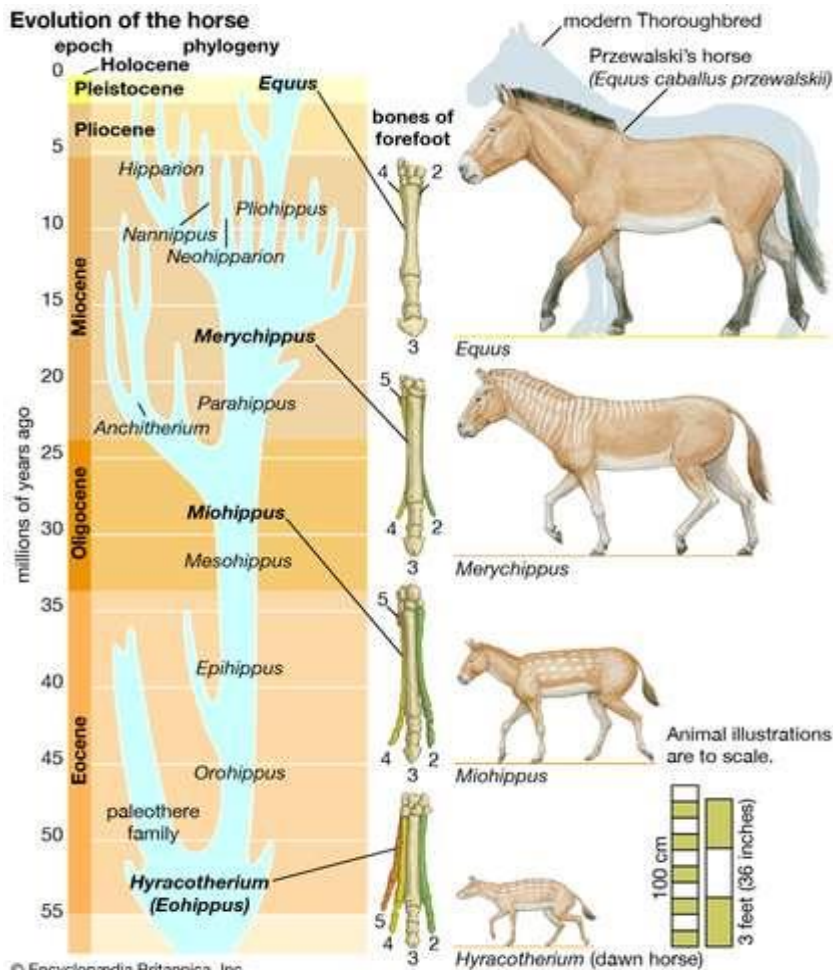 Evolution of the horse
epoch
phylogeny
0
5
10
15
20
25
30
35
40
45
50
55
millions of years ago
Holocene
Pleistocene
Pliocene
Miocene
Oligocene
Eocene
Equus
Hipparion
Pliohippus
Nannippus
Neohipparion
Merychippus
Parahippus
Anchitherium
Miohippus
Mesohippus
Epihippus
Orohippus
paleothere
family
Hyracotherium
(Eohippus)
bones of
forefoot
4 2
3
5
4 2
3
5
4 2
3
5
4 2
3
modern Thoroughbred
Przewalski's horse
(Equus caballus przewalskii)
Equus
Merychippus
Miohippus
Animal illustrations
are to scale.
100 cm
3 feet (36 inches)
Hyracotherium (dawn horse)
© Encyclopædia Britannica, Inc.